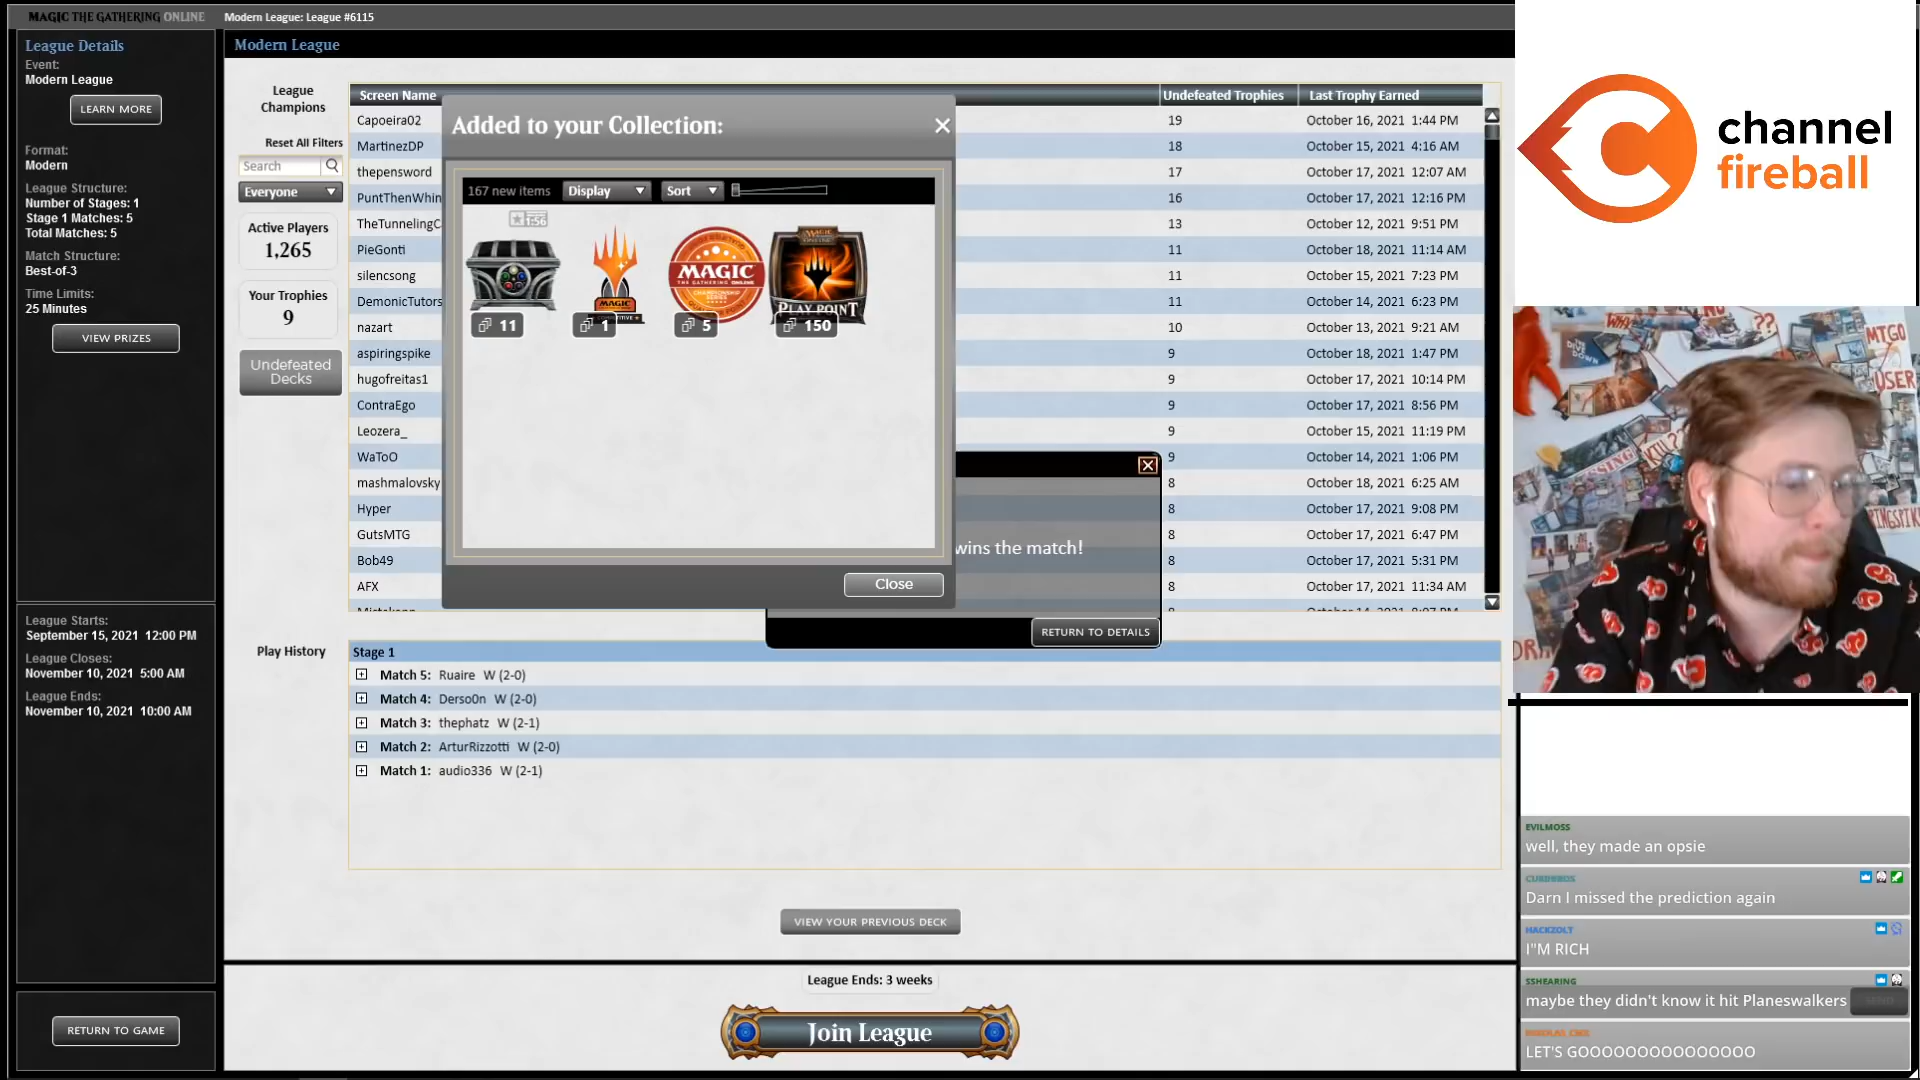 MAGIC THE GATHERING ONLINE
Modern League: League #6115
League Details
Event:
Modern League
LEARN MORE
Format:
Modern
League Structure:
Number of Stages: 1
Stage 1 Matches: 5
Total Matches: 5
Match Structure:
Best-of-3
Time Limits:
25 Minutes
VIEW PRIZES
League Starts:
September 15, 2021 12:00 PM
League Closes:
November 10, 2021 5:00 AM
League Ends:
November 10, 2021 10:00 AM
RETURN TO GAME
Modern League
League
Champions
Reset All Filters
Search
Everyone
Active Players
1,265
Your Trophies
9
Undefeated
Decks
Screen Name Undefeated Trophies Last Trophy Earned
Capoeira02 19 October 16, 2021 1:44 PM
MartinezDP 18 October 15, 2021 4:16 AM
thepensword 17 October 17, 2021 12:07 AM
PuntThenWhin 16 October 17, 2021 12:16 PM
TheTunnelingC 13 October 12, 2021 9:51 PM
PieGonti 11 October 18, 2021 11:14 AM
silencsong 11 October 15, 2021 7:23 PM
DemonicTutors 11 October 14, 2021 6:23 PM
nazart 10 October 13, 2021 9:21 AM
aspiringspike 9 October 18, 2021 1:47 PM
hugofreitas1 9 October 17, 2021 10:14 PM
ContraEgo 9 October 17, 2021 8:56 PM
Leozera_ 9 October 15, 2021 11:19 PM
WaToO 9 October 14, 2021 1:06 PM
mashmalovsky 8 October 18, 2021 6:25 AM
Hyper 8 October 17, 2021 9:08 PM
GutsMTG 8 October 17, 2021 6:47 PM
Bob49 8 October 17, 2021 5:31 PM
AFX 8 October 17, 2021 11:34 AM
Added to your Collection:
167 new items Display Sort
1:56
MAGIC
MAGIC
THE GATHERING ONLINE
MAGIC
PLAY POINT
11 1 5 150
Close
wins the match!
RETURN TO DETAILS
Play History
Stage 1
Match 5: Ruaire W (2-0)
Match 4: Derso0n W (2-0)
Match 3: thephatz W (2-1)
Match 2: ArturRizzotti W (2-0)
Match 1: audio336 W (2-1)
VIEW YOUR PREVIOUS DECK
League Ends: 3 weeks
Join League
channel
fireball
WHY
??
MTGO
USER
DIVE
DOWN
KILL
EVILMOSS
well, they made an opsie
Darn I missed the prediction again
HACKZOLT
I"M RICH
SSHEARING
maybe they didn't know it hit Planeswalkers
SEND
LET'S GOOOOOOOOOOOOOOO